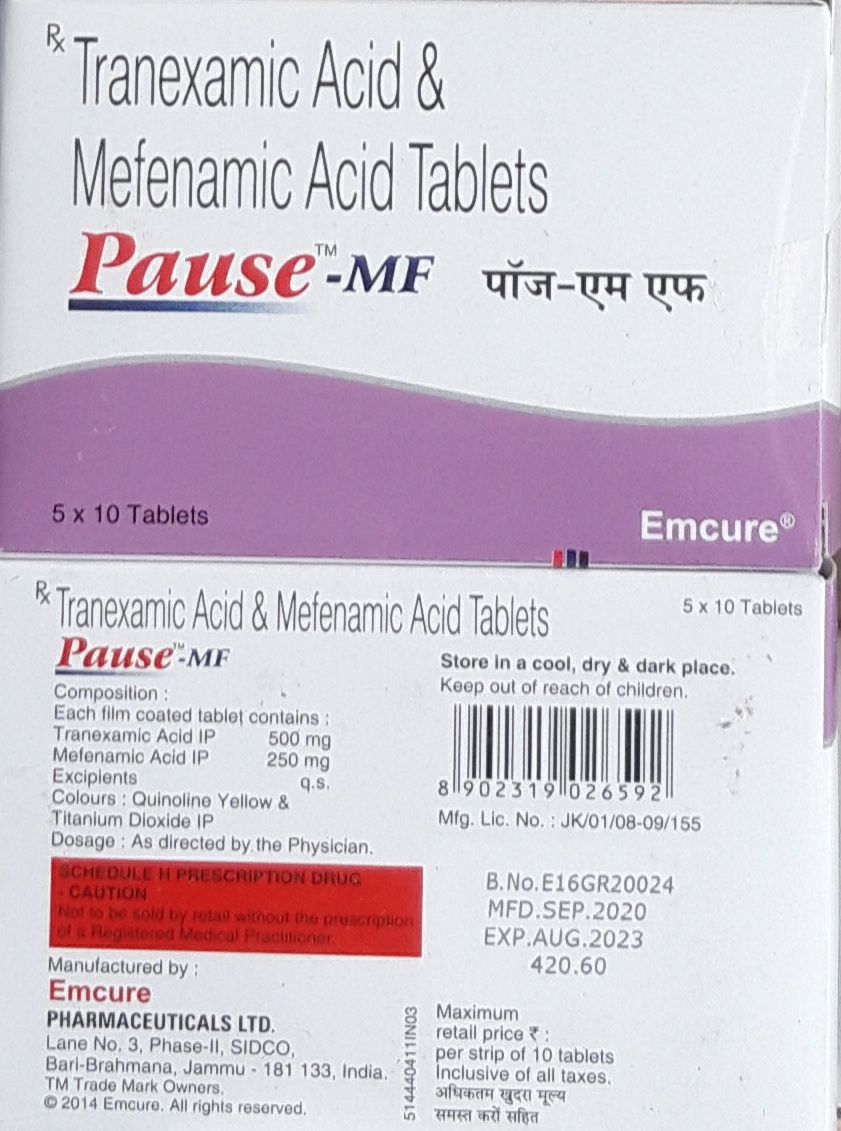 Rx Tranexamic Acid &
Mefenamic Acid Tablets
Pause™-MF पॉज-एम एफ
5 x 10 Tablets
Emcure®
Rx Tranexamic Acid & Mefenamic Acid Tablets
5 x 10 Tablets
Pause™-MF
Composition :
Each film coated tablet contains :
Tranexamic Acid IP 500 mg
Mefenamic Acid IP 250 mg
Excipients q.s.
Colours : Quinoline Yellow &
Titanium Dioxide IP
Dosage : As directed by the Physician.
SCHEDULE H PRESCRIPTION DRUG
- CAUTION
Not to be sold by retail without the prescription
of a Registered Medical Practitioner.
Manufactured by :
Emcure
PHARMACEUTICALS LTD.
Lane No. 3, Phase-II, SIDCO,
Bari-Brahmana, Jammu - 181 133, India.
TM Trade Mark Owners.
© 2014 Emcure. All rights reserved.
Store in a cool, dry & dark place.
Keep out of reach of children.
8 902319 026592
Mfg. Lic. No. : JK/01/08-09/155
B.No.E16GR20024
MFD.SEP.2020
EXP.AUG.2023
420.60
514440411IN03
Maximum
retail price ₹ :
per strip of 10 tablets
Inclusive of all taxes.
अधिकतम खुदरा मूल्य
समस्त करों सहित